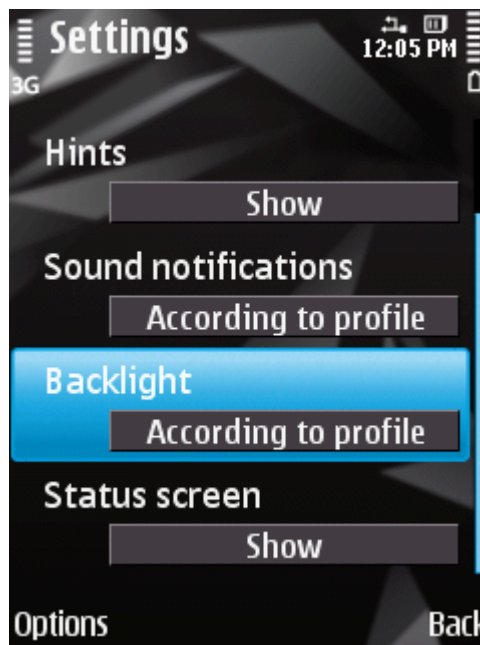 Settings
12:05 PM
3G
Hints
Show
Sound notifications
According to profile
Backlight
According to profile
Status screen
Show
Options
Back